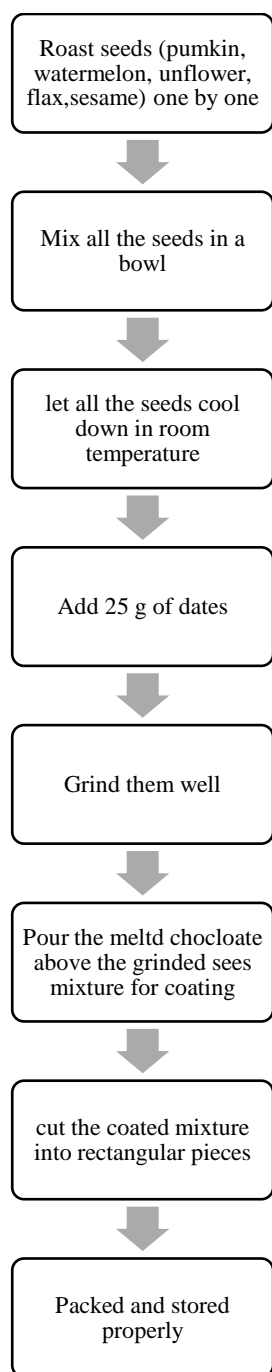 Roast seeds (pumkin,
watermelon, unflower,
flax,sesame) one by one
Mix all the seeds in a
bowl
let all the seeds cool
down in room
temperature
Add 25 g of dates
Grind them well
Pour the meltd chocloate
above the grinded sees
mixture for coating
cut the coated mixture
into rectangular pieces
Packed and stored
properly